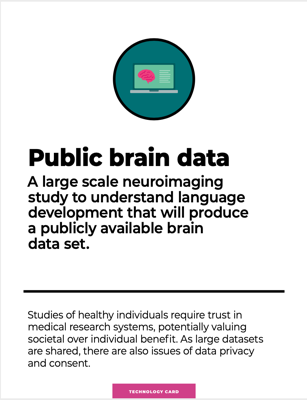 Public brain data
A large scale neuroimaging
study to understand language
development that will produce
a publicly available brain
data set.
Studies of healthy individuals require trust in
medical research systems, potentially valuing
societal over individual benefit. As large datasets
are shared, there are also issues of data privacy
and consent.
TECHNOLOGY CARD